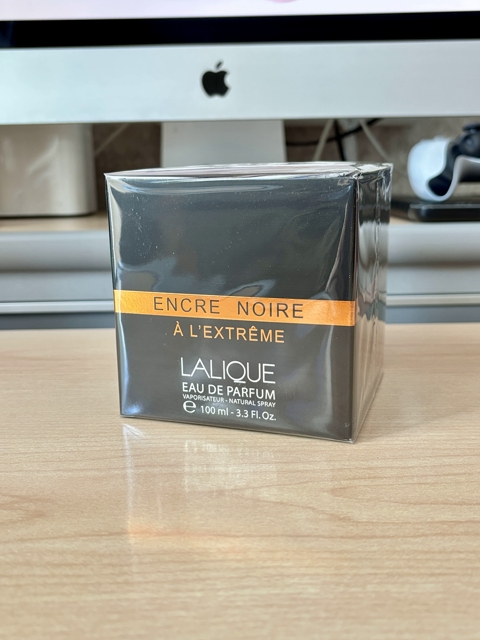 ENCRE NOIRE
À L'EXTRÊME
LALIQUE
EAU DE PARFUM
VAPORISATEUR - NATURAL SPRAY
℮ 100 ml - 3.3 Fl.Oz.